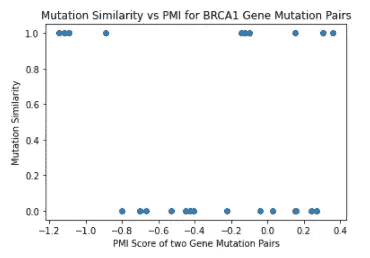 Mutation Similarity vs PMI for BRCA1 Gene Mutation Pairs
1.0
0.8
0.6
0.4
0.2
0.0
Mutation Similarity
−1.2 −1.0 −0.8 −0.6 −0.4 −0.2 0.0 0.2 0.4
PMI Score of two Gene Mutation Pairs